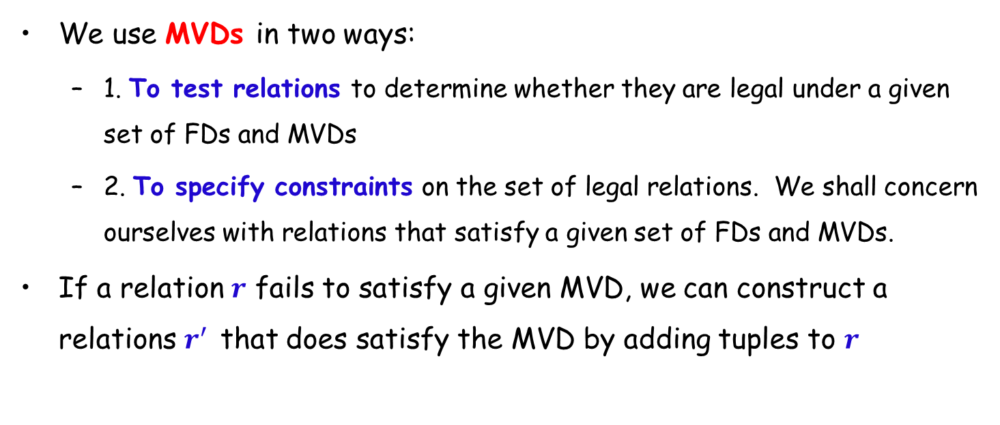 • We use MVDs in two ways:
– 1. To test relations to determine whether they are legal under a given
set of FDs and MVDs
– 2. To specify constraints on the set of legal relations. We shall concern
ourselves with relations that satisfy a given set of FDs and MVDs.
• If a relation r fails to satisfy a given MVD, we can construct a
relations r′ that does satisfy the MVD by adding tuples to r